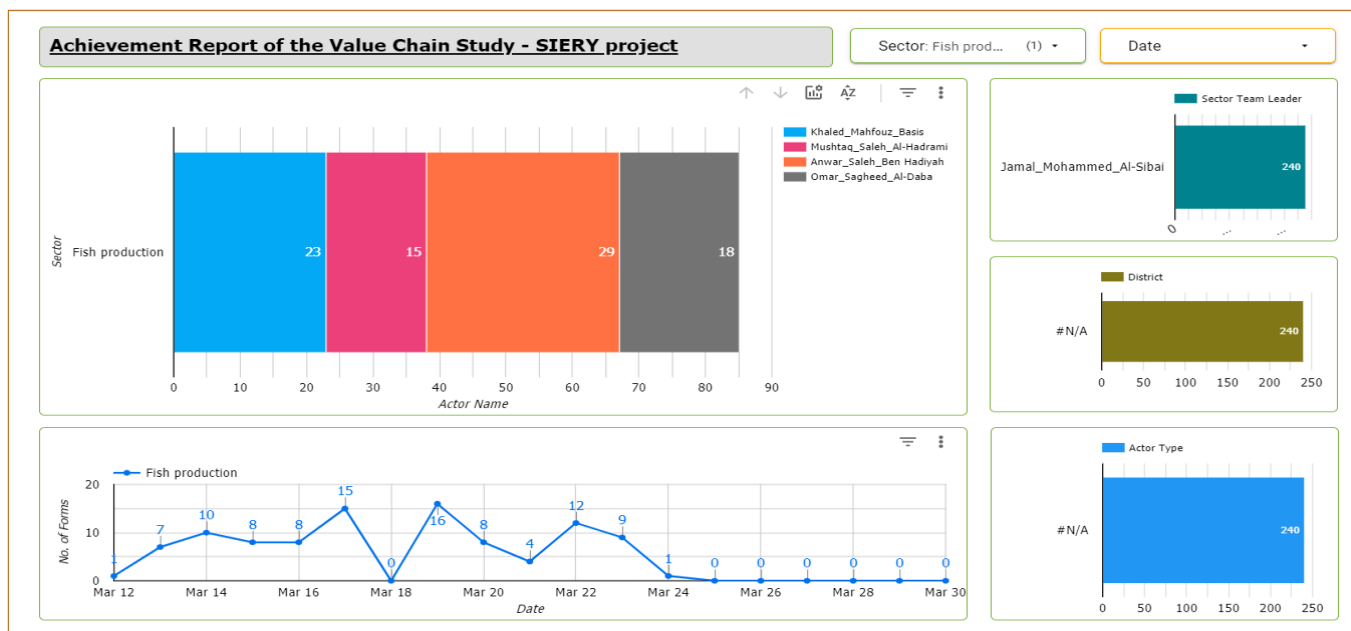 Achievement Report of the Value Chain Study - SIERY project
Sector: Fish prod... (1)
Date
Khaled_Mahfouz_Basis
Mushtaq_Saleh_Al-Hadrami
Anwar_Saleh_Ben Hadiyah
Omar_Sagheed_Al-Daba
Sector
Fish production
23 15 29 18
0 10 20 30 40 50 60 70 80 90
Actor Name
Sector Team Leader
Jamal_Mohammed_Al-Sibai
240
0 ... ...
District
#N/A
240
0 50 100 150 200 250
Fish production
No. of Forms
20
10
0
1 7 10 8 8 15 0 16 8 4 12 9 1 0 0 0 0 0 0
Mar 12 Mar 14 Mar 16 Mar 18 Mar 20 Mar 22 Mar 24 Mar 26 Mar 28 Mar 30
Date
Actor Type
#N/A
240
0 50 100 150 200 250